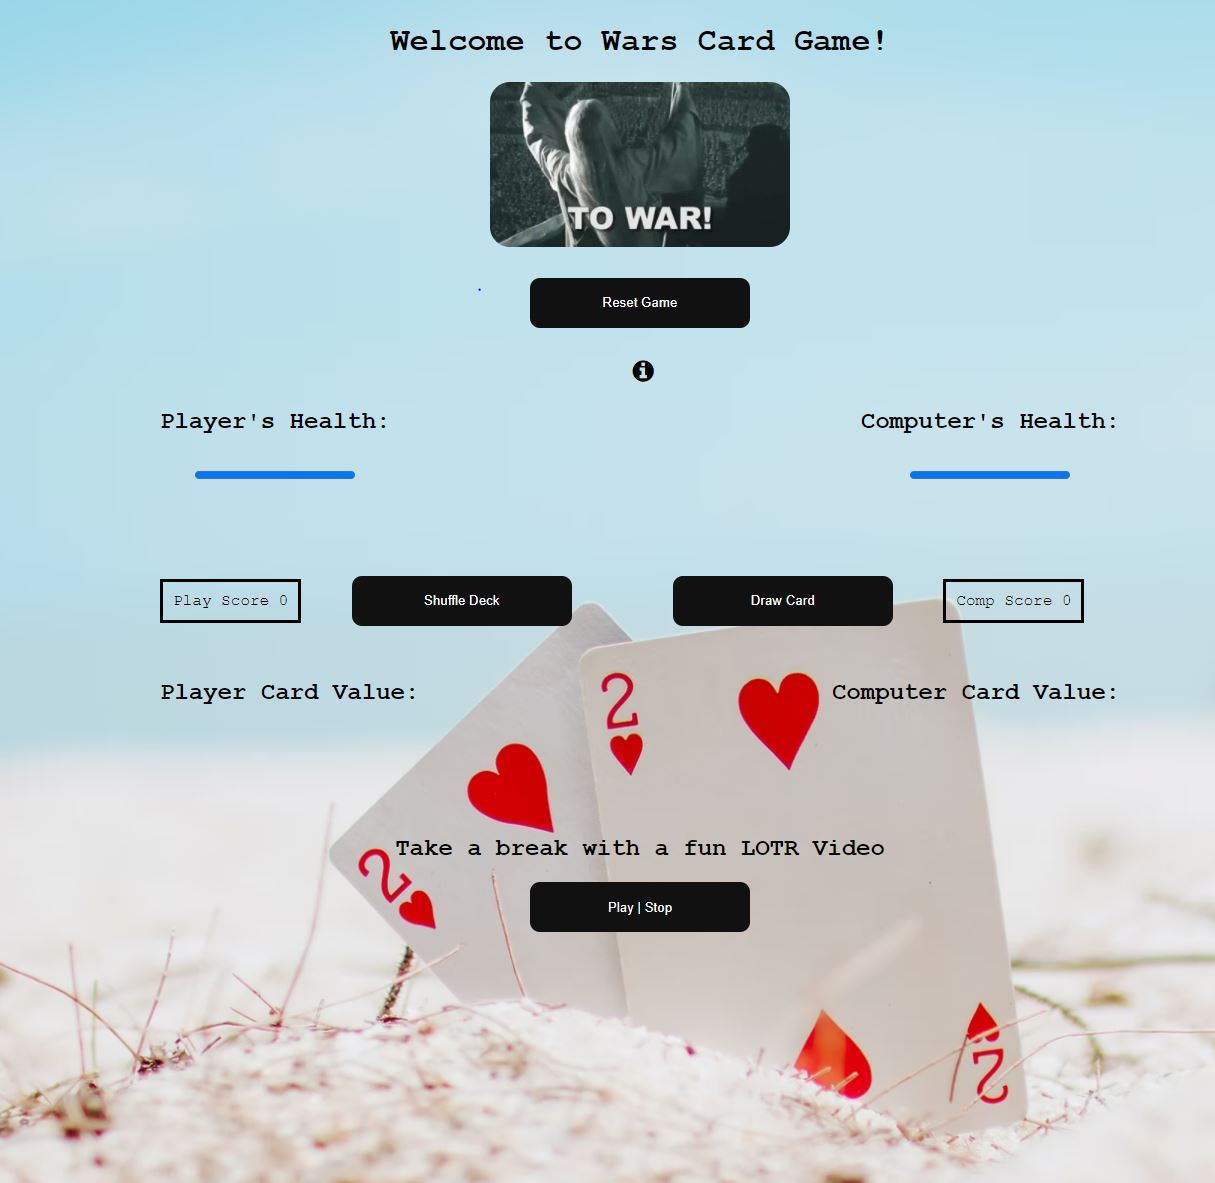 Welcome to Wars Card Game!
TO WAR!
Reset Game
Player's Health:
Computer's Health:
Play Score 0
Shuffle Deck
Draw Card
Comp Score 0
Player Card Value:
Computer Card Value:
2
2
2
Take a break with a fun LOTR Video
Play | Stop